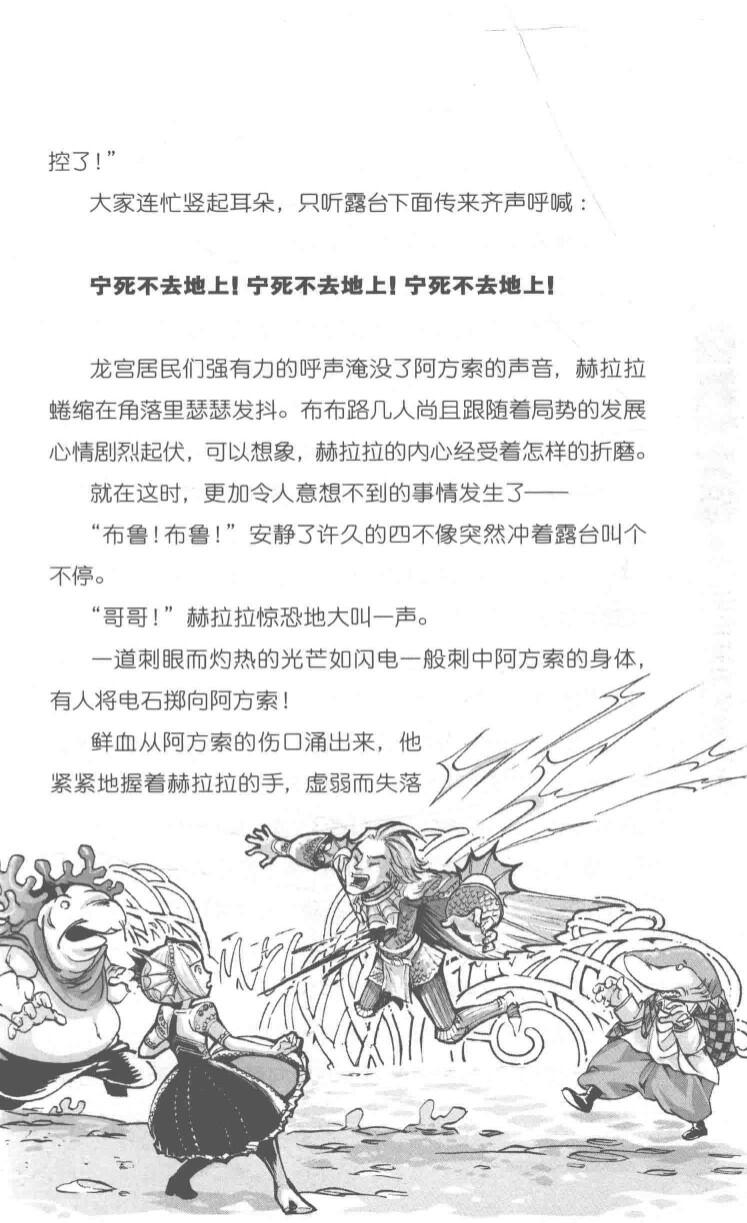 控了！”
大家连忙竖起耳朵，只听露台下面传来齐声呼喊：
宁死不去地上！宁死不去地上！宁死不去地上！
龙宫居民们强有力的呼声淹没了阿方索的声音，赫拉拉
蜷缩在角落里瑟瑟发抖。布布路几人尚且跟随着局势的发展
心情剧烈起伏，可以想象，赫拉拉的内心经受着怎样的折磨。
就在这时，更加令人意想不到的事情发生了——
“布鲁！布鲁！”安静了许久的四不像突然冲着露台叫个
不停。
“哥哥！”赫拉拉惊恐地大叫一声。
一道刺眼而灼热的光芒如闪电一般刺中阿方索的身体，
有人将电石掷向阿方索！
鲜血从阿方索的伤口涌出来，他
紧紧地握着赫拉拉的手，虚弱而失落